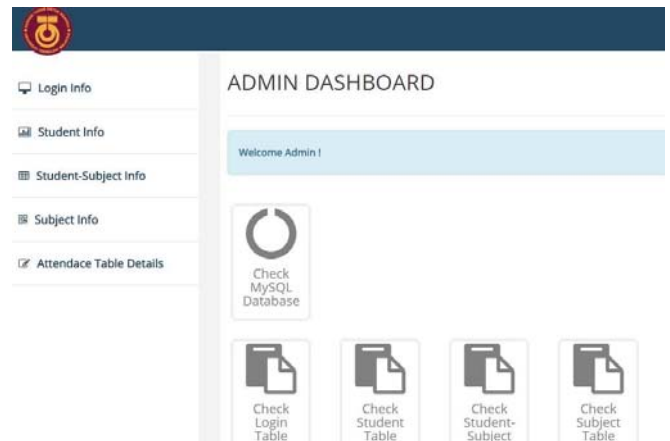 Login Info
Student Info
Student-Subject Info
Subject Info
Attendace Table Details
ADMIN DASHBOARD
Welcome Admin !
Check
MySQL
Database
Check
Login
Table
Check
Student
Table
Check
Student-
Subject
Check
Subject
Table